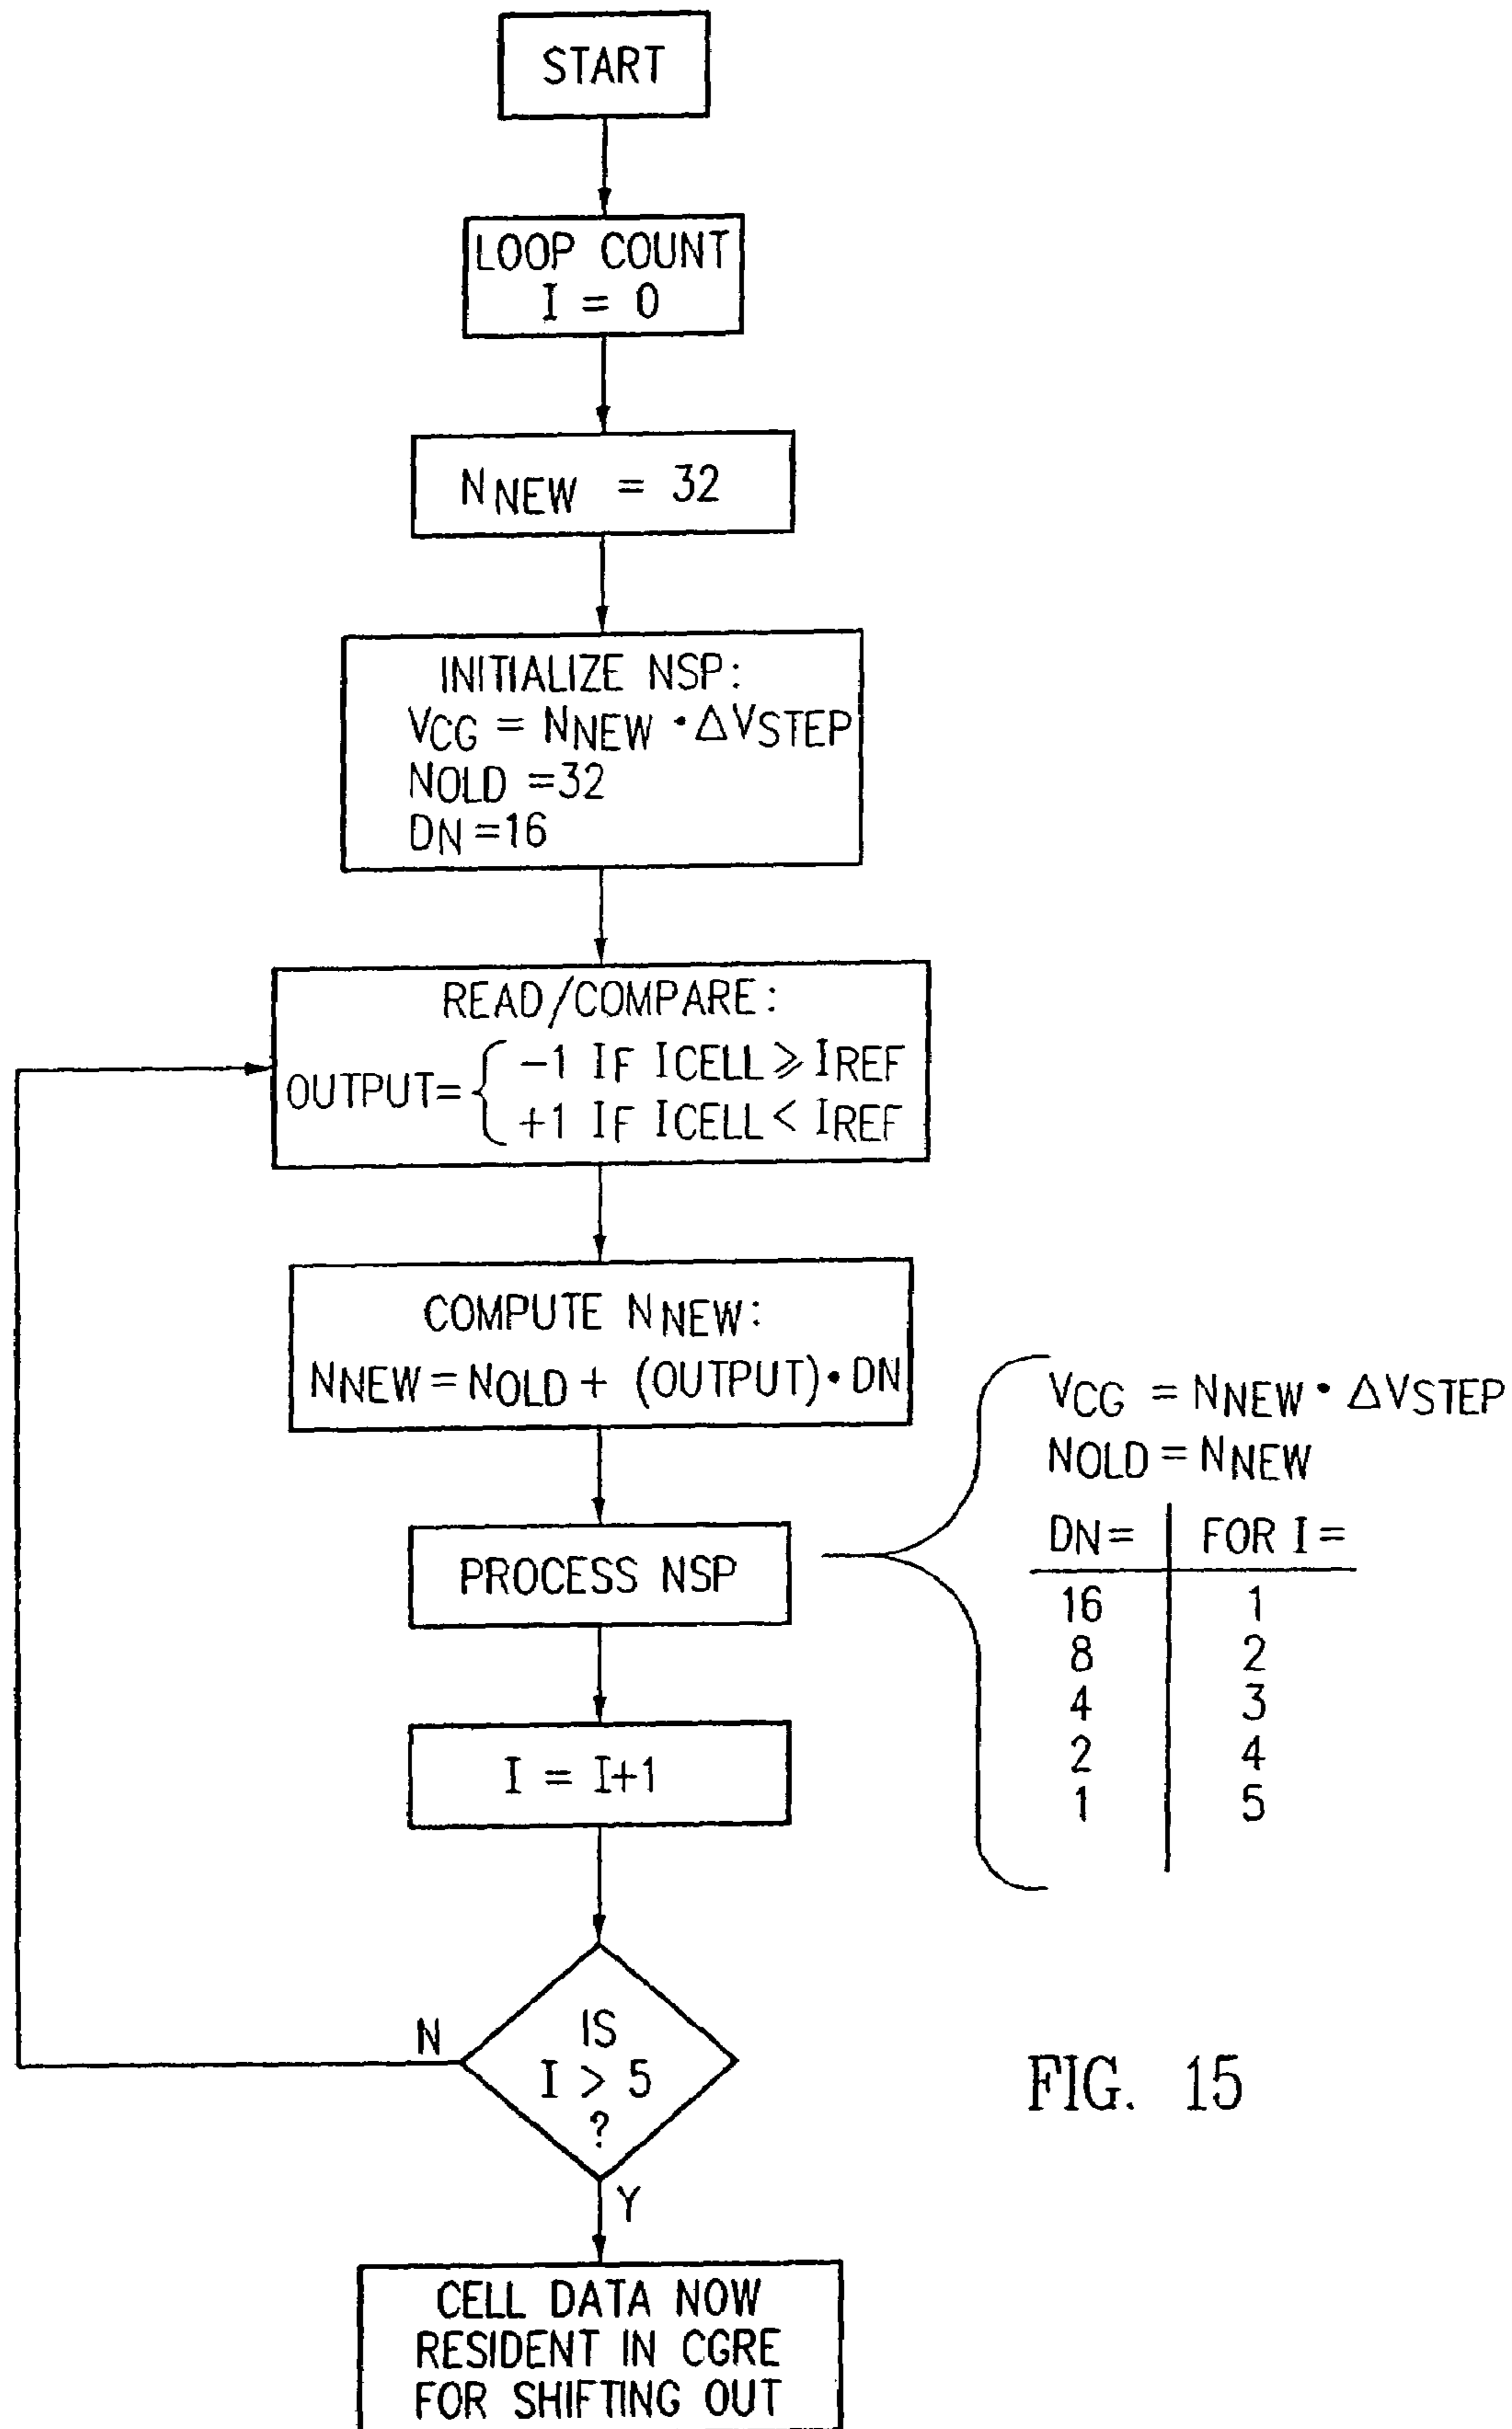 START
LOOP COUNT
I = 0
N NEW = 32
INITIALIZE NSP:
VCG = NNEW · ΔVSTEP
NOLD =32
DN =16
READ/COMPARE:
OUTPUT= { -1 IF ICELL ⩾ IREF
+1 IF ICELL < IREF
COMPUTE N NEW:
NNEW = NOLD + (OUTPUT)• DN
PROCESS NSP
VCG = NNEW • ΔVSTEP
NOLD = NNEW
DN = | FOR I =
16 | 1
8 | 2
4 | 3
2 | 4
1 | 5
I = I+1
IS
I > 5
?
N
Y
CELL DATA NOW
RESIDENT IN CGRE
FOR SHIFTING OUT
FIG. 15